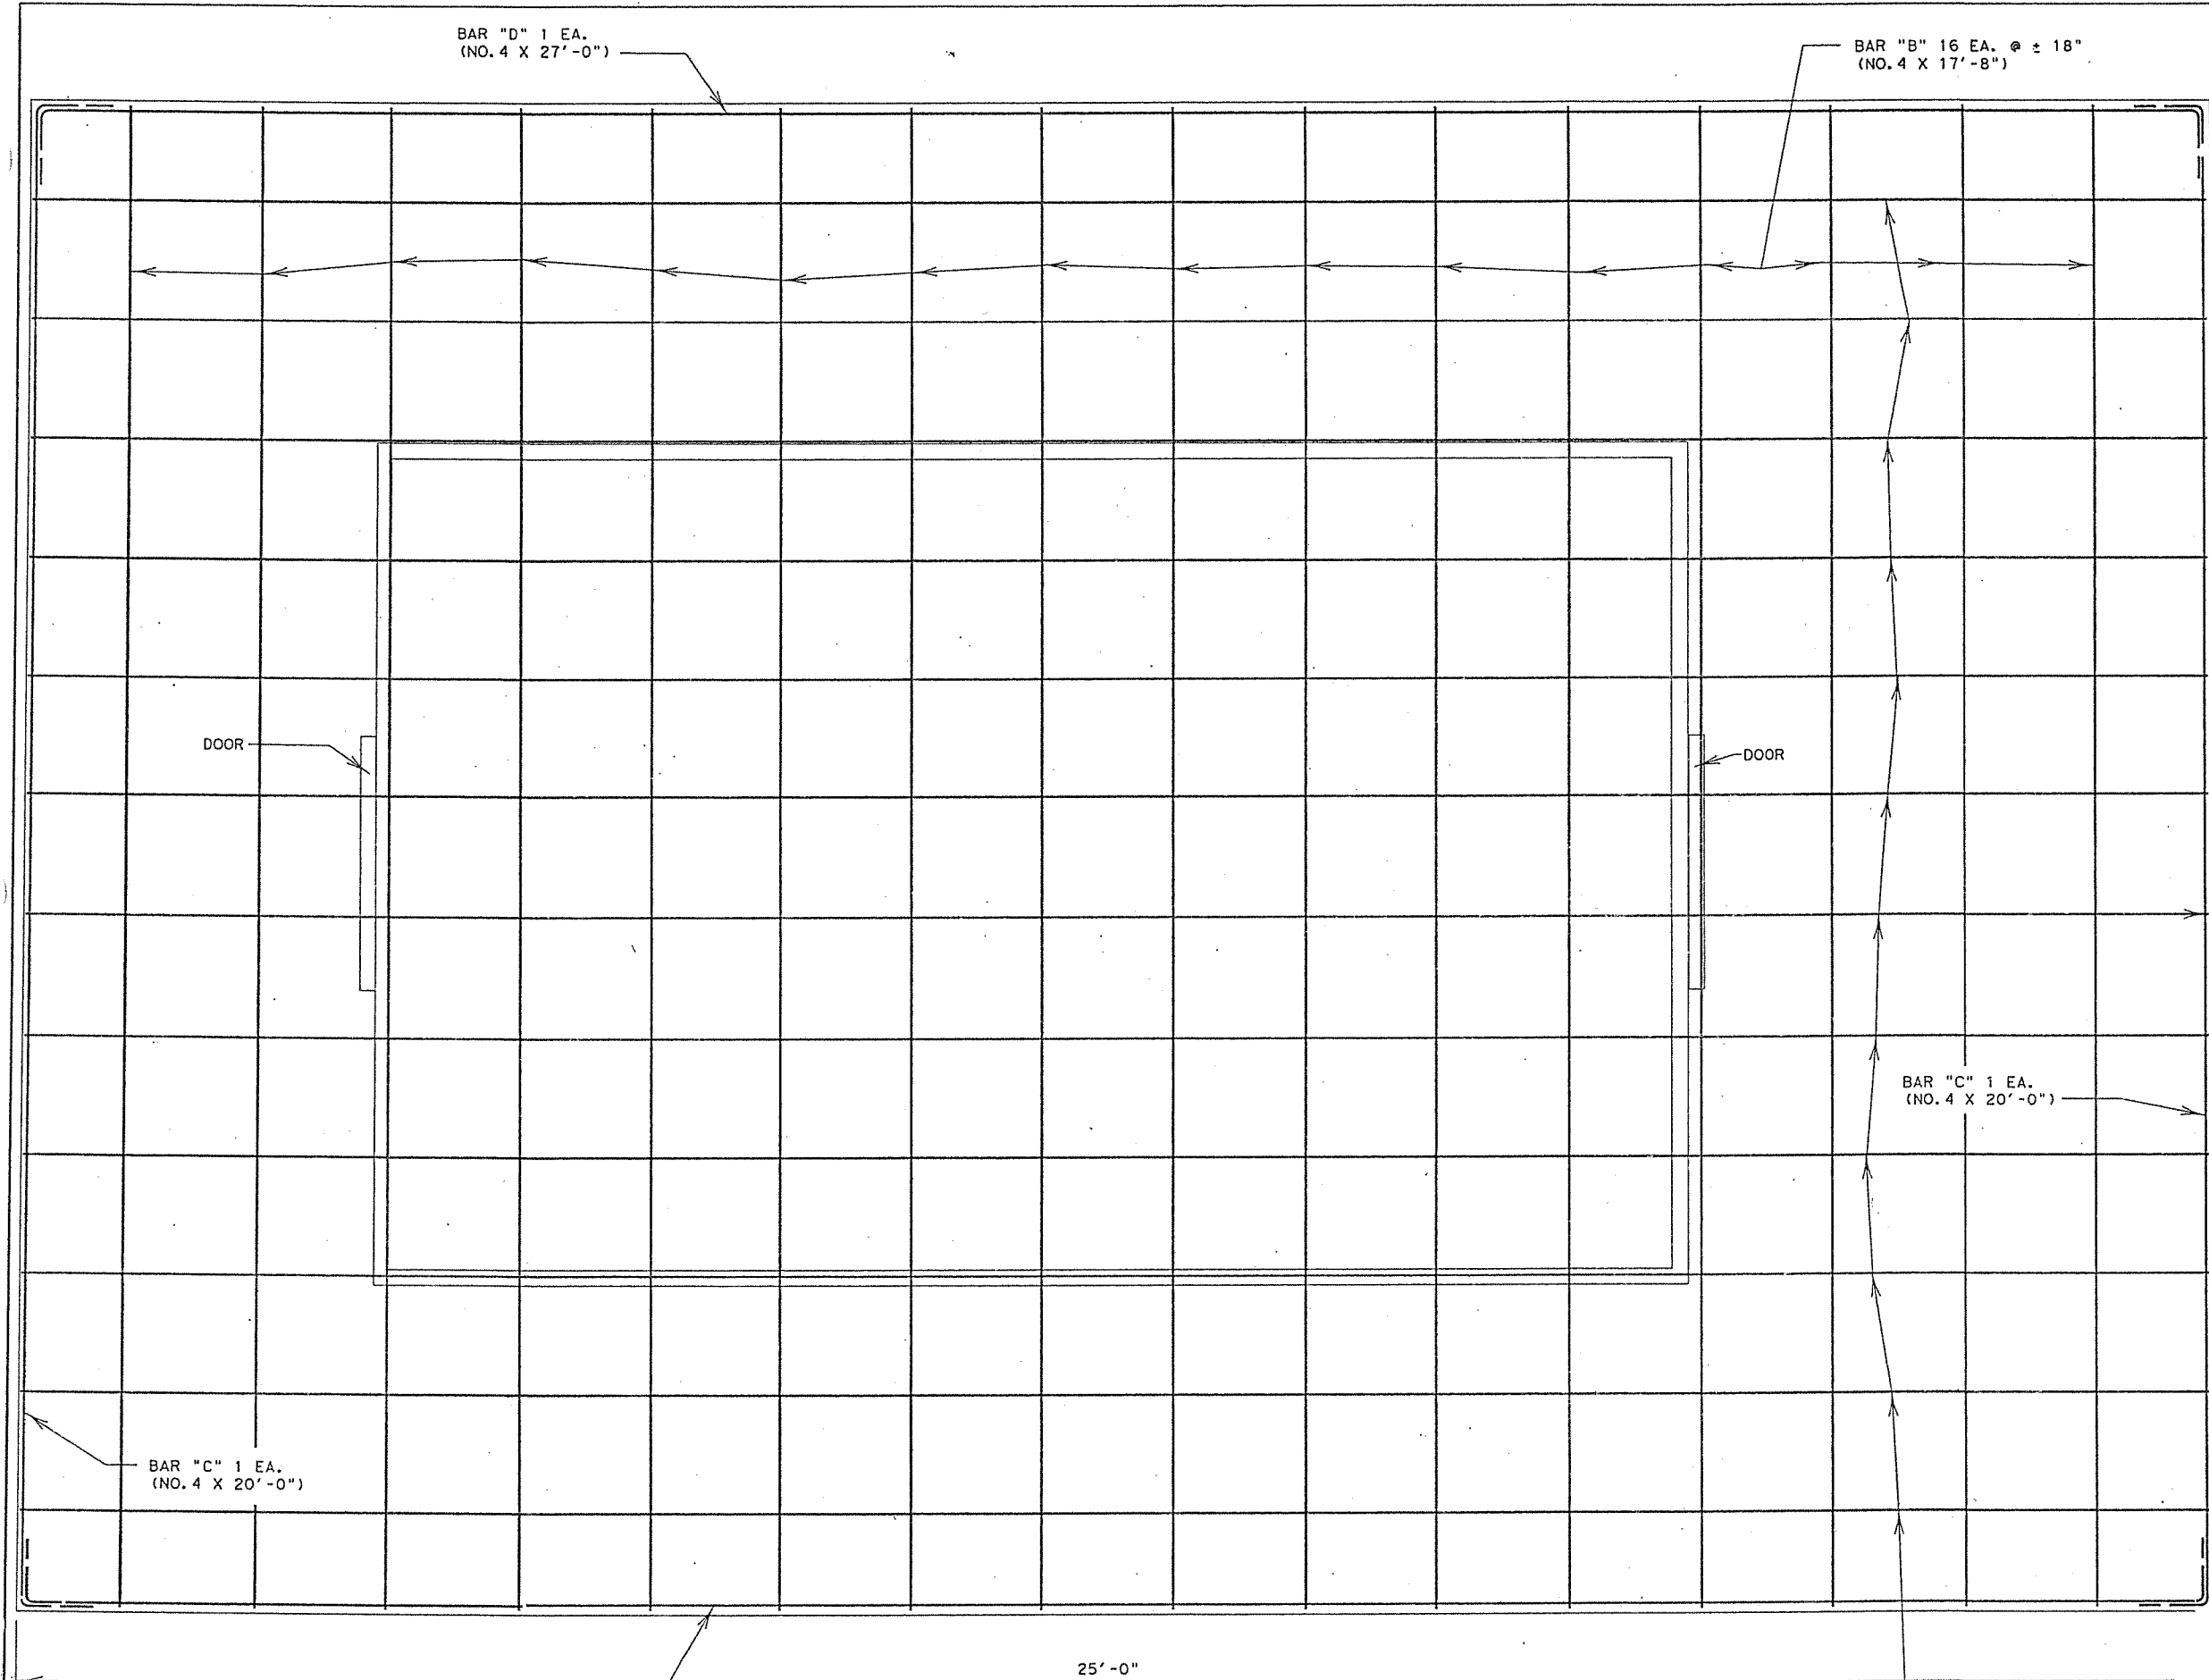 BAR "D" 1 EA.
(NO. 4 X 27'-0")
BAR "B" 16 EA. @ ± 18"
(NO. 4 X 17'-8")
DOOR
DOOR
BAR "C" 1 EA.
(NO. 4 X 20'-0")
BAR "C" 1 EA.
(NO. 4 X 20'-0")
25'-0"